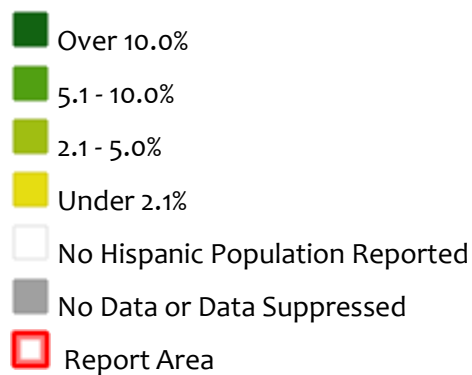 Over 10.0%
5.1 - 10.0%
2.1 - 5.0%
Under 2.1%
No Hispanic Population Reported
No Data or Data Suppressed
Report Area